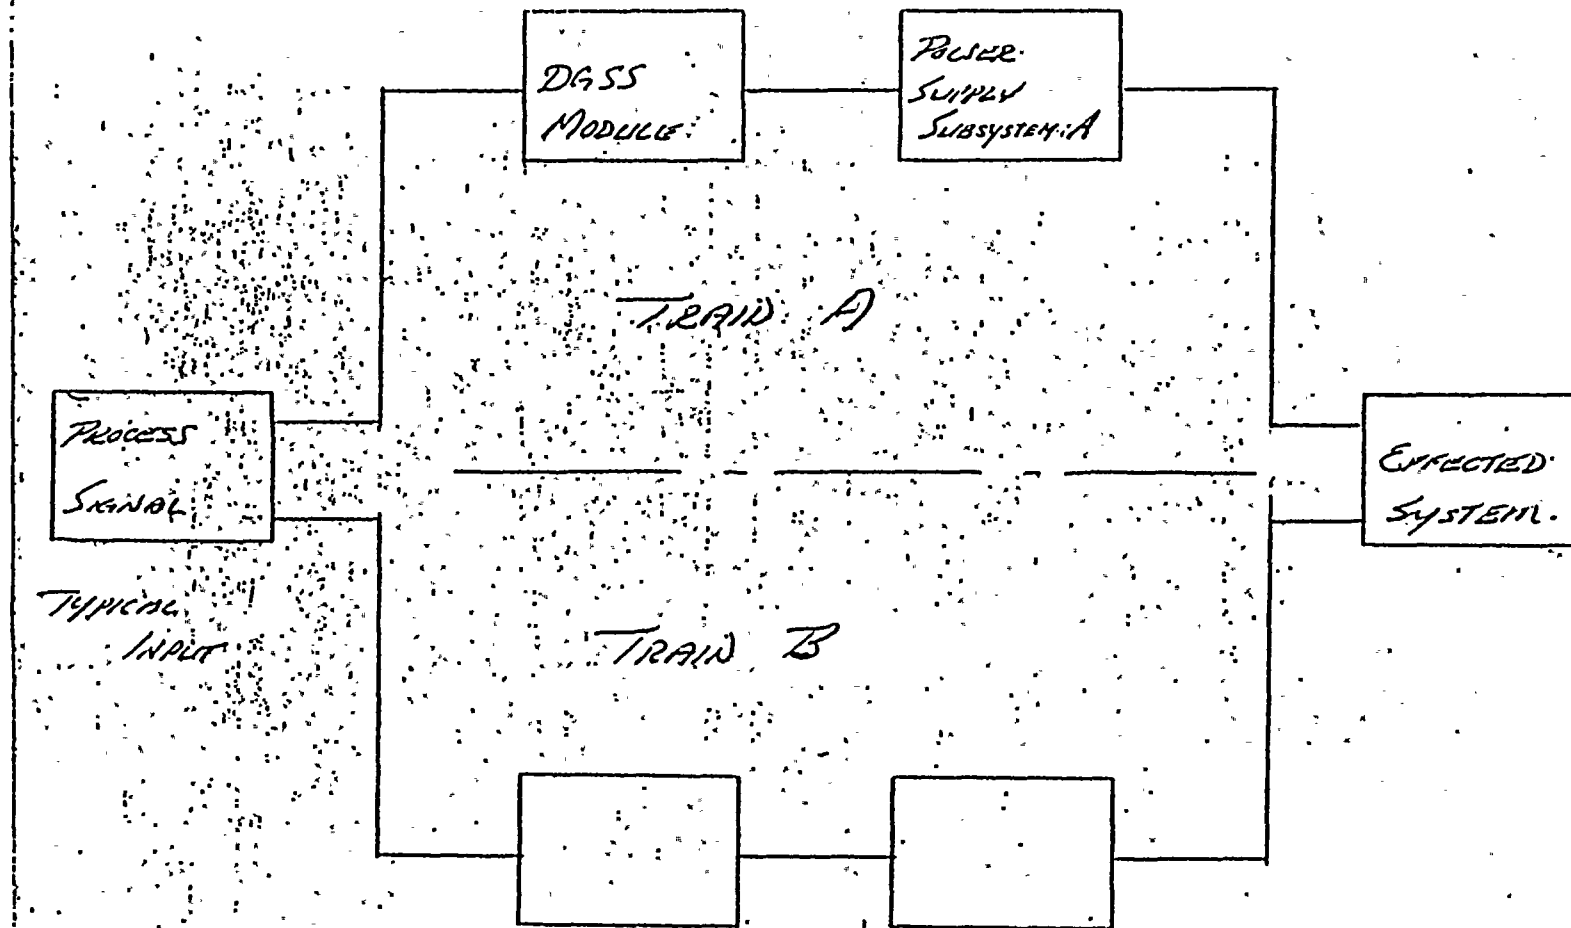 DGSS
MODULE
POWER
SUPPLY
SUBSYSTEM: A
TRAIN A
PROCESS
SIGNAL
EFFECTED
SYSTEM.
TYPICAL
INPUT
TRAIN B